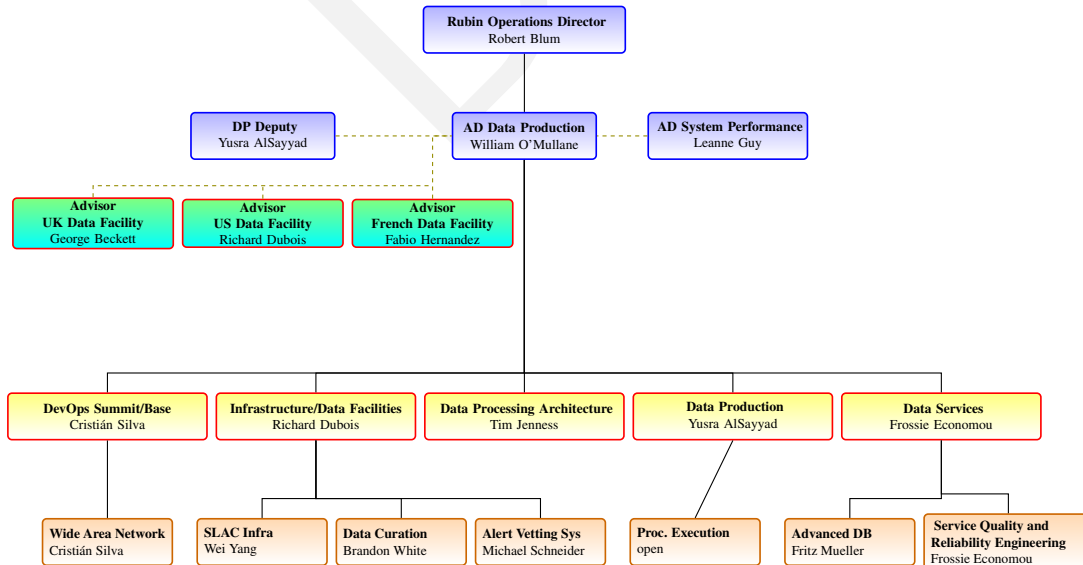 Rubin Operations Director
Robert Blum
DP Deputy
Yusra AlSayyad
AD Data Production
William O'Mullane
AD System Performance
Leanne Guy
Advisor
UK Data Facility
George Beckett
Advisor
US Data Facility
Richard Dubois
Advisor
French Data Facility
Fabio Hernandez
DevOps Summit/Base
Cristián Silva
Infrastructure/Data Facilities
Richard Dubois
Data Processing Architecture
Tim Jenness
Data Production
Yusra AlSayyad
Data Services
Frossie Economou
Wide Area Network
Cristián Silva
SLAC Infra
Wei Yang
Data Curation
Brandon White
Alert Vetting Sys
Michael Schneider
Proc. Execution
open
Advanced DB
Fritz Mueller
Service Quality and
Reliability Engineering
Frossie Economou